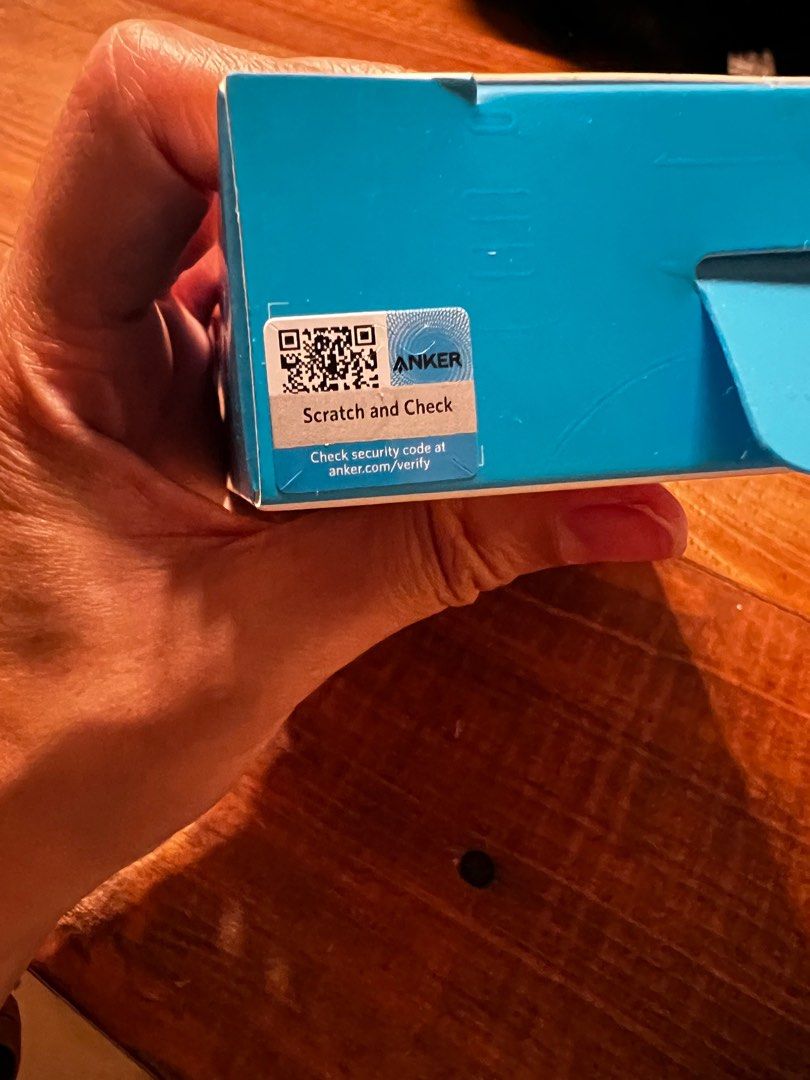 ANKER
Scratch and Check
Check security code at
anker.com/verify